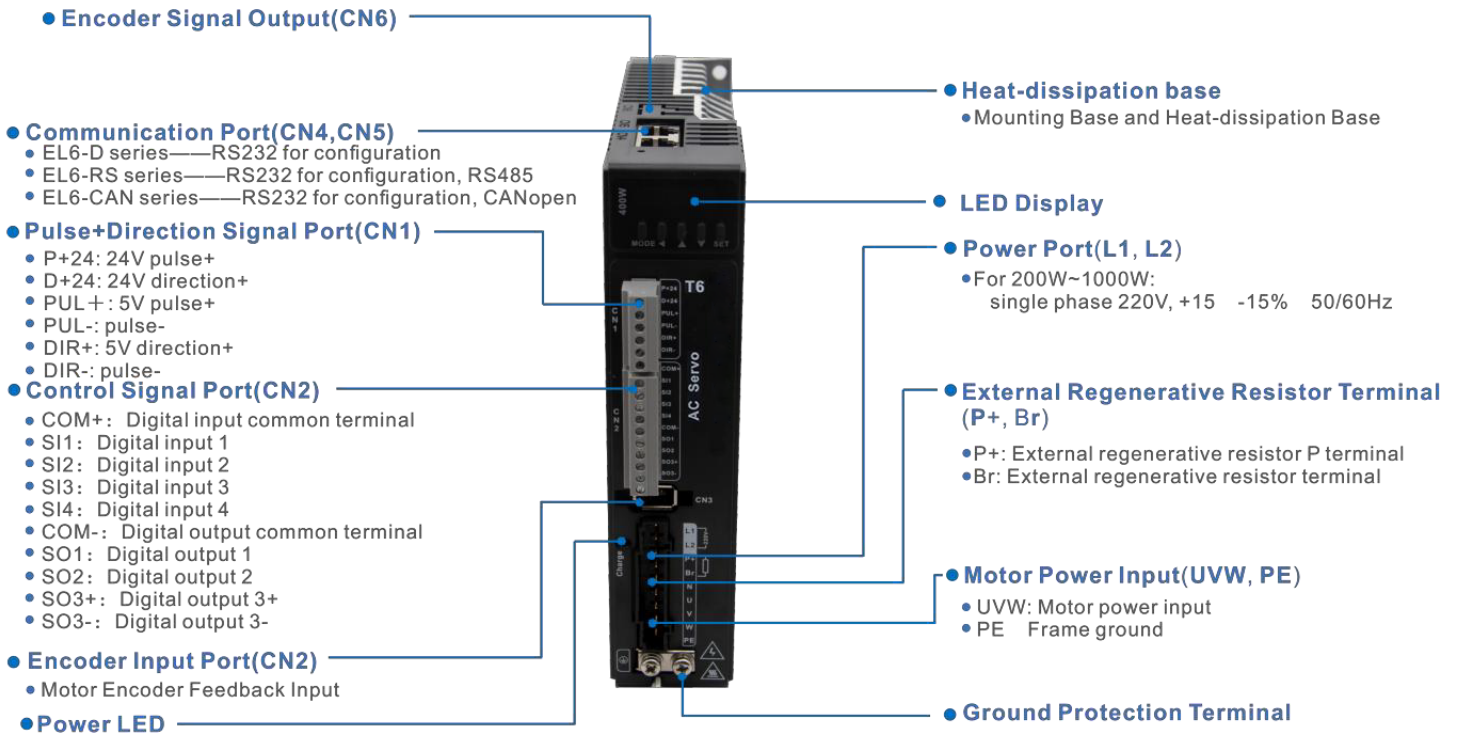 Encoder Signal Output(CN6)
Communication Port(CN4,CN5)
EL6-D series——RS232 for configuration
EL6-RS series——RS232 for configuration, RS485
EL6-CAN series——RS232 for configuration, CANopen
Pulse+Direction Signal Port(CN1)
P+24: 24V pulse+
D+24: 24V direction+
PUL+: 5V pulse+
PUL-: pulse-
DIR+: 5V direction+
DIR-: pulse-
Control Signal Port(CN2)
COM+: Digital input common terminal
SI1: Digital input 1
SI2: Digital input 2
SI3: Digital input 3
SI4: Digital input 4
COM-: Digital output common terminal
SO1: Digital output 1
SO2: Digital output 2
SO3+: Digital output 3+
SO3-: Digital output 3-
Encoder Input Port(CN2)
Motor Encoder Feedback Input
Power LED
400W
MODE ◀ ▲ ▼ SET
T6
AC Servo
CN1
P+24
D+24
PUL+
PUL-
DIR+
DIR-
CN2
COM+
SI1
SI2
SI3
SI4
COM-
SO1
SO2
SO3+
SO3-
CN3
Charge
L1
L2
220V
P+
Br
N
U
V
W
PE
Heat-dissipation base
Mounting Base and Heat-dissipation Base
LED Display
Power Port(L1, L2)
For 200W~1000W:
single phase 220V, +15 -15% 50/60Hz
External Regenerative Resistor Terminal
(P+, Br)
P+: External regenerative resistor P terminal
Br: External regenerative resistor terminal
Motor Power Input(UVW, PE)
UVW: Motor power input
PE Frame ground
Ground Protection Terminal